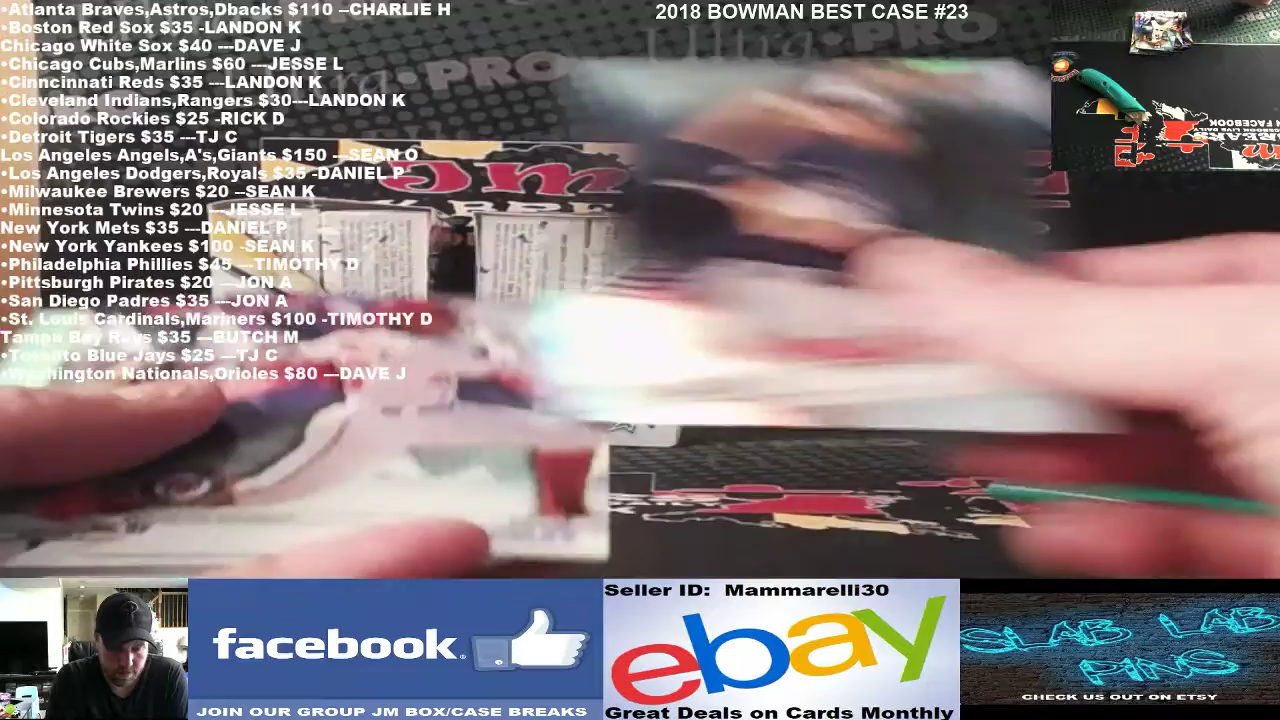 •Atlanta Braves,Astros,Dbacks $110 --CHARLIE H
•Boston Red Sox $35 -LANDON K
Chicago White Sox $40 ---DAVE J
•Chicago Cubs,Marlins $60 ---JESSE L
•Cinncinnati Reds $35 ---LANDON K
•Cleveland Indians,Rangers $30---LANDON K
•Colorado Rockies $25 -RICK D
•Detroit Tigers $35 ---TJ C
Los Angeles Angels,A's,Giants $150 ---SEAN O
•Los Angeles Dodgers,Royals $35 -DANIEL P
•Milwaukee Brewers $20 --SEAN K
•Minnesota Twins $20 ---JESSE L
New York Mets $35 ---DANIEL P
•New York Yankees $100 -SEAN K
•Philadelphia Phillies $45 ---TIMOTHY D
•Pittsburgh Pirates $20 ---JON A
•San Diego Padres $35 ---JON A
•St. Louis Cardinals,Mariners $100 -TIMOTHY D
Tampa Bay Rays $35 ---BUTCH M
•Toronto Blue Jays $25 ---TJ C
•Washington Nationals,Orioles $80 ---DAVE J
2018 BOWMAN BEST CASE #23
Ultra•PRO
PRO
facebook
JOIN OUR GROUP JM BOX/CASE BREAKS
Seller ID: Mammarelli30
ebay
Great Deals on Cards Monthly
SLAB LAB
PINS
CHECK US OUT ON ETSY